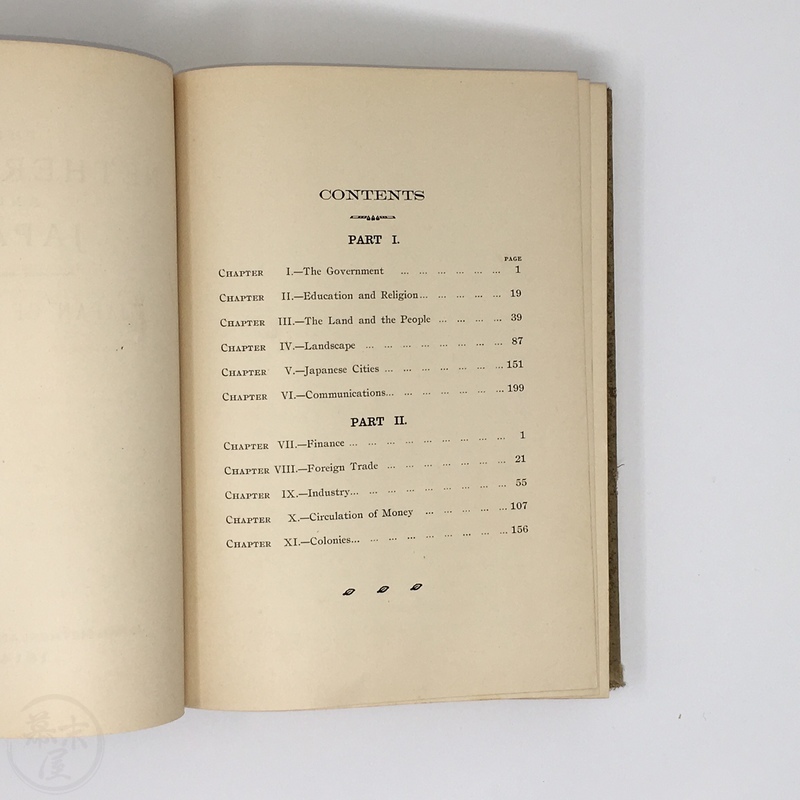 CONTENTS
PART I.
PAGE
CHAPTER I.—The Government ... ... ... ... ... ... 1
CHAPTER II.—Education and Religion... ... ... ... ... 19
CHAPTER III.—The Land and the People ... ... ... ... 39
CHAPTER IV.—Landscape ... ... ... ... ... ... ... ... 87
CHAPTER V.—Japanese Cities ... ... ... ... ... ... ... 151
CHAPTER VI.—Communications... ... ... ... ... ... ... 199
PART II.
CHAPTER VII.—Finance ... ... ... ... ... ... ... ... ... 1
CHAPTER VIII.—Foreign Trade ... ... ... ... ... ... ... 21
CHAPTER IX.—Industry... ... ... ... ... ... ... ... ... 55
CHAPTER X.—Circulation of Money ... ... ... ... ... 107
CHAPTER XI.—Colonies... ... ... ... ... ... ... ... ... 156
幕末屋